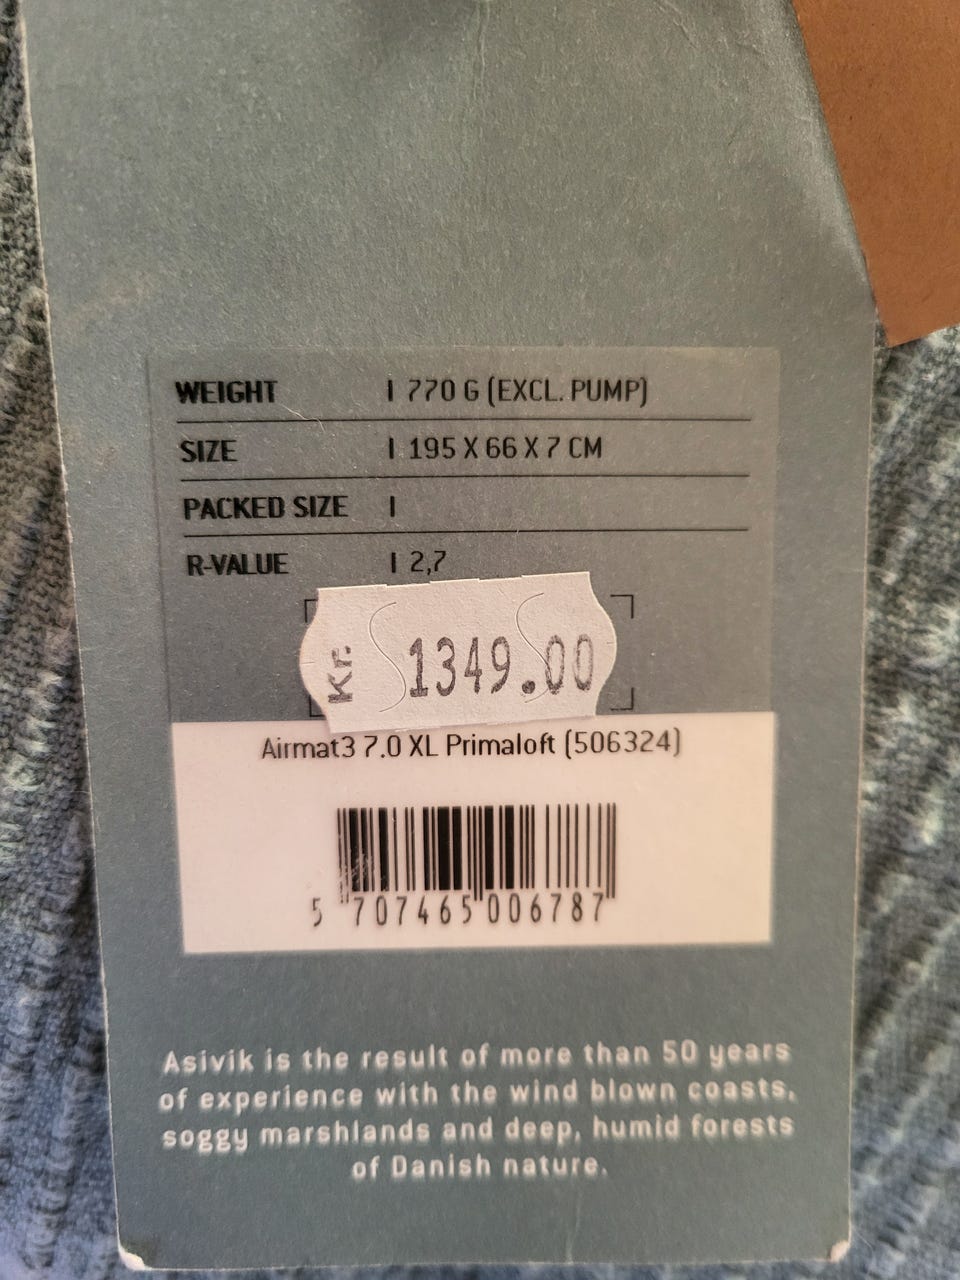 WEIGHT | 770 G (EXCL. PUMP)
SIZE | 195 X 66 X 7 CM
PACKED SIZE |
R-VALUE | 2,7
Kr. 1349.00
Airmat3 7.0 XL Primaloft (506324)
5 707465 006787
Asivik is the result of more than 50 years
of experience with the wind blown coasts,
soggy marshlands and deep, humid forests
of Danish nature.